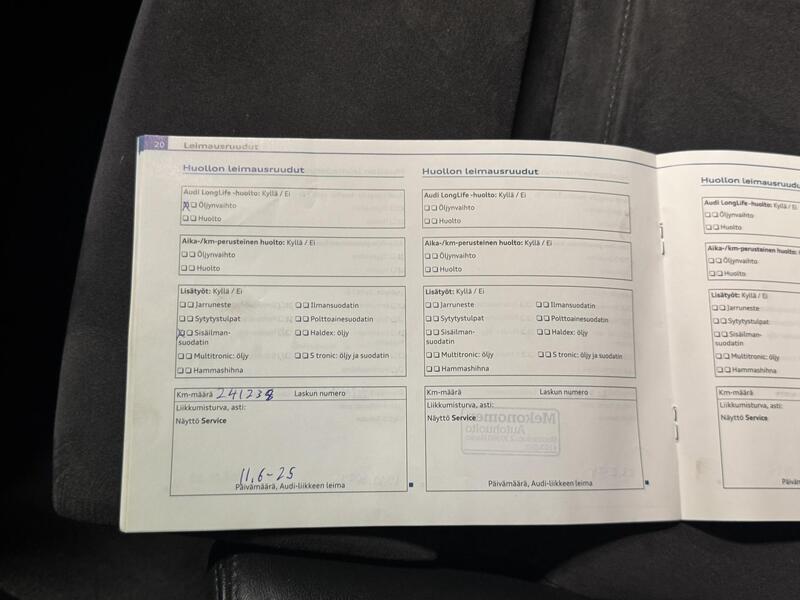 20 Leimausruudut
Huollon leimausruudut
Audi LongLife -huolto: Kyllä / Ei
X Öljynvaihto
Huolto
Aika-/km-perusteinen huolto: Kyllä / Ei
Öljynvaihto
Huolto
Lisätyöt: Kyllä / Ei
Jarruneste
Ilmansuodatin
Sytytystulpat
Polttoainesuodatin
X Sisäilman-
suodatin
Haldex: öljy
Multitronic: öljy
S tronic: öljy ja suodatin
Hammashihna
Km-määrä 241238 Laskun numero
Liikkumisturva, asti:
Näyttö Service
11.6-25
Päivämäärä, Audi-liikkeen leima
Huollon leimausruudut
Audi LongLife -huolto: Kyllä / Ei
Öljynvaihto
Huolto
Aika-/km-perusteinen huolto: Kyllä / Ei
Öljynvaihto
Huolto
Lisätyöt: Kyllä / Ei
Jarruneste
Ilmansuodatin
Sytytystulpat
Polttoainesuodatin
Sisäilman-
suodatin
Haldex: öljy
Multitronic: öljy
S tronic: öljy ja suodatin
Hammashihna
Km-määrä Laskun numero
Liikkumisturva, asti:
Näyttö Service
Mekonomen
Autohuolto
Päivämäärä, Audi-liikkeen leima
Huollon leimausruudu
Audi LongLife -huolto: Kyllä / Ei
Öljynvaihto
Huolto
Aika-/km-perusteinen huolto:
Öljynvaihto
Huolto
Lisätyöt: Kyllä / Ei
Jarruneste
Sytytystulpat
Sisäilman-
suodatin
Multitronic: öljy
Hammashihna
Km-määrä
Liikkumisturva, asti:
Näyttö Service